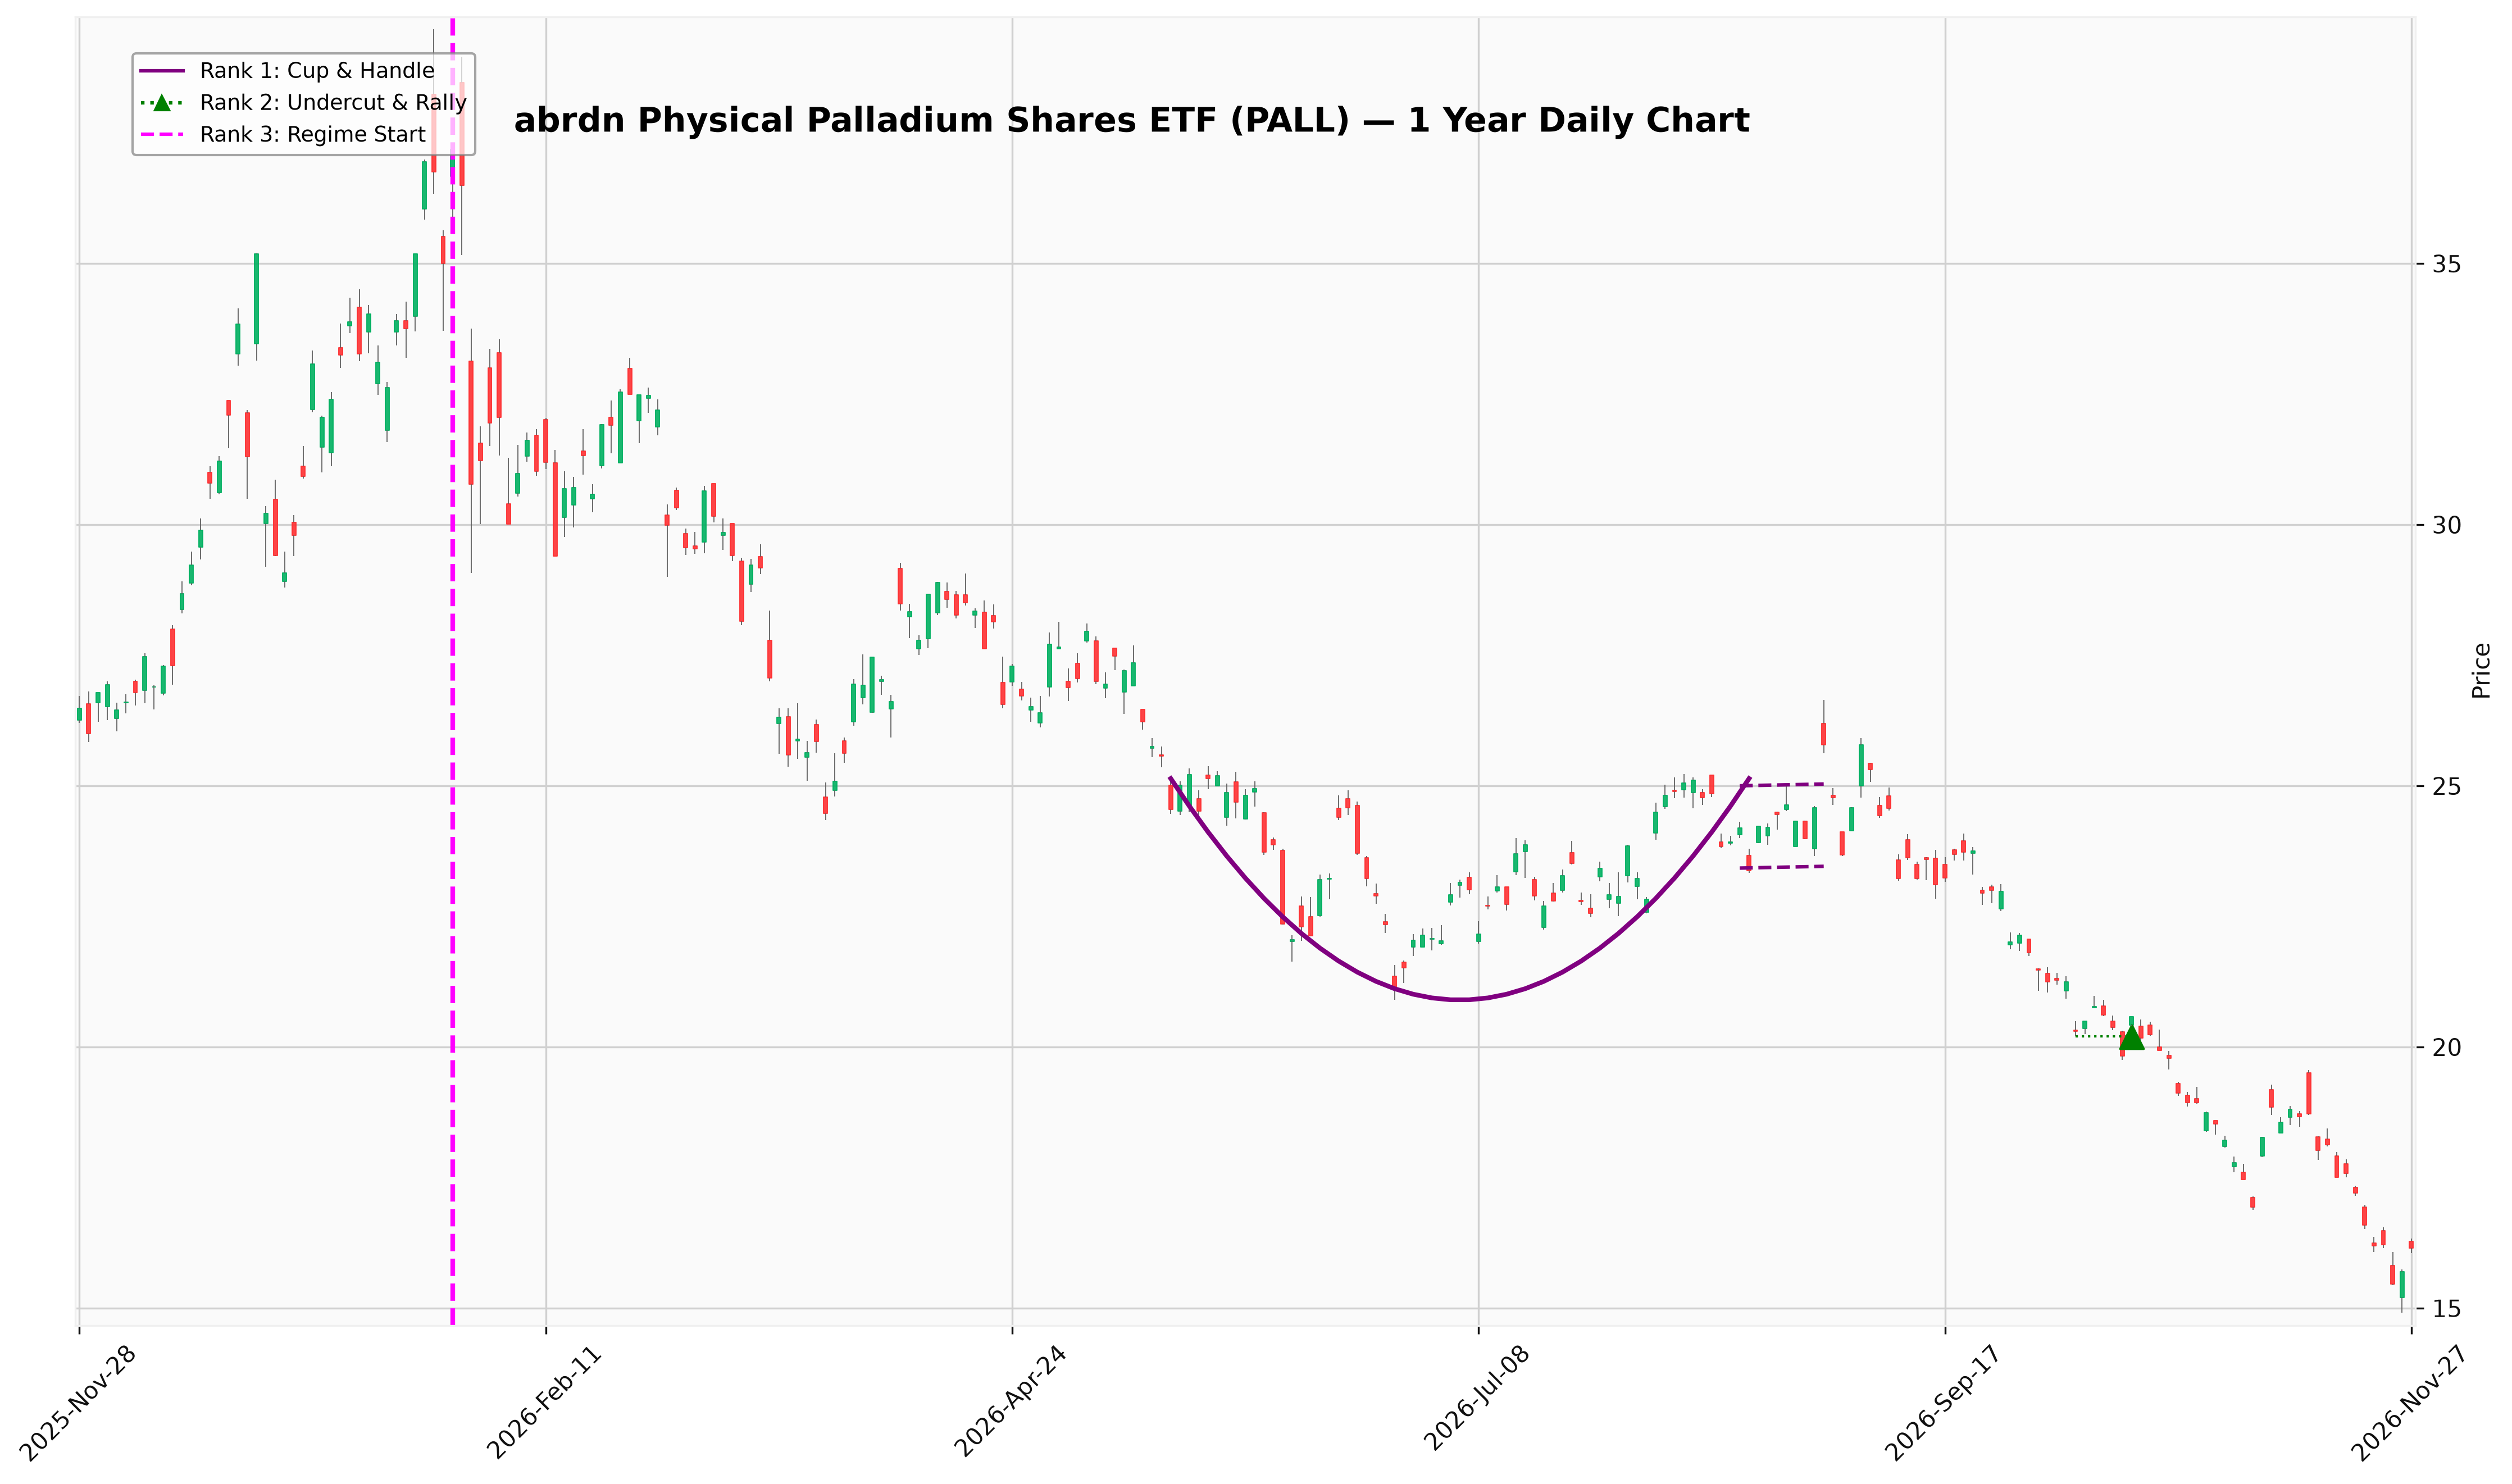 Rank 1: Cup & Handle
Rank 2: Undercut & Rally
Rank 3: Regime Start
abrdn Physical Palladium Shares ETF (PALL) — 1 Year Daily Chart
35
30
25
20
15
Price
2025-Nov-28
2026-Feb-11
2026-Apr-24
2026-Jul-08
2026-Sep-17
2026-Nov-27